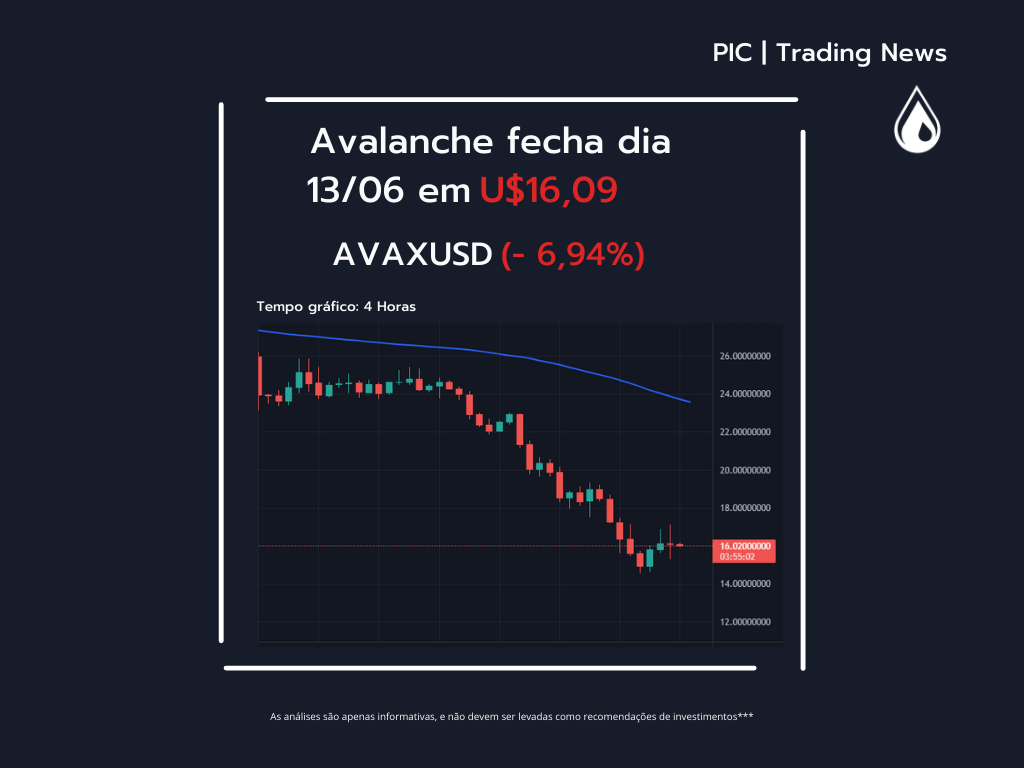 PIC | Trading News
Avalanche fecha dia
13/06 em U$16,09
AVAXUSD (- 6,94%)
Tempo gráfico: 4 Horas
26.00000000
24.00000000
22.00000000
20.00000000
18.00000000
16.02000000
03:55:02
14.00000000
12.00000000
As análises são apenas informativas, e não devem ser levadas como recomendações de investimentos***